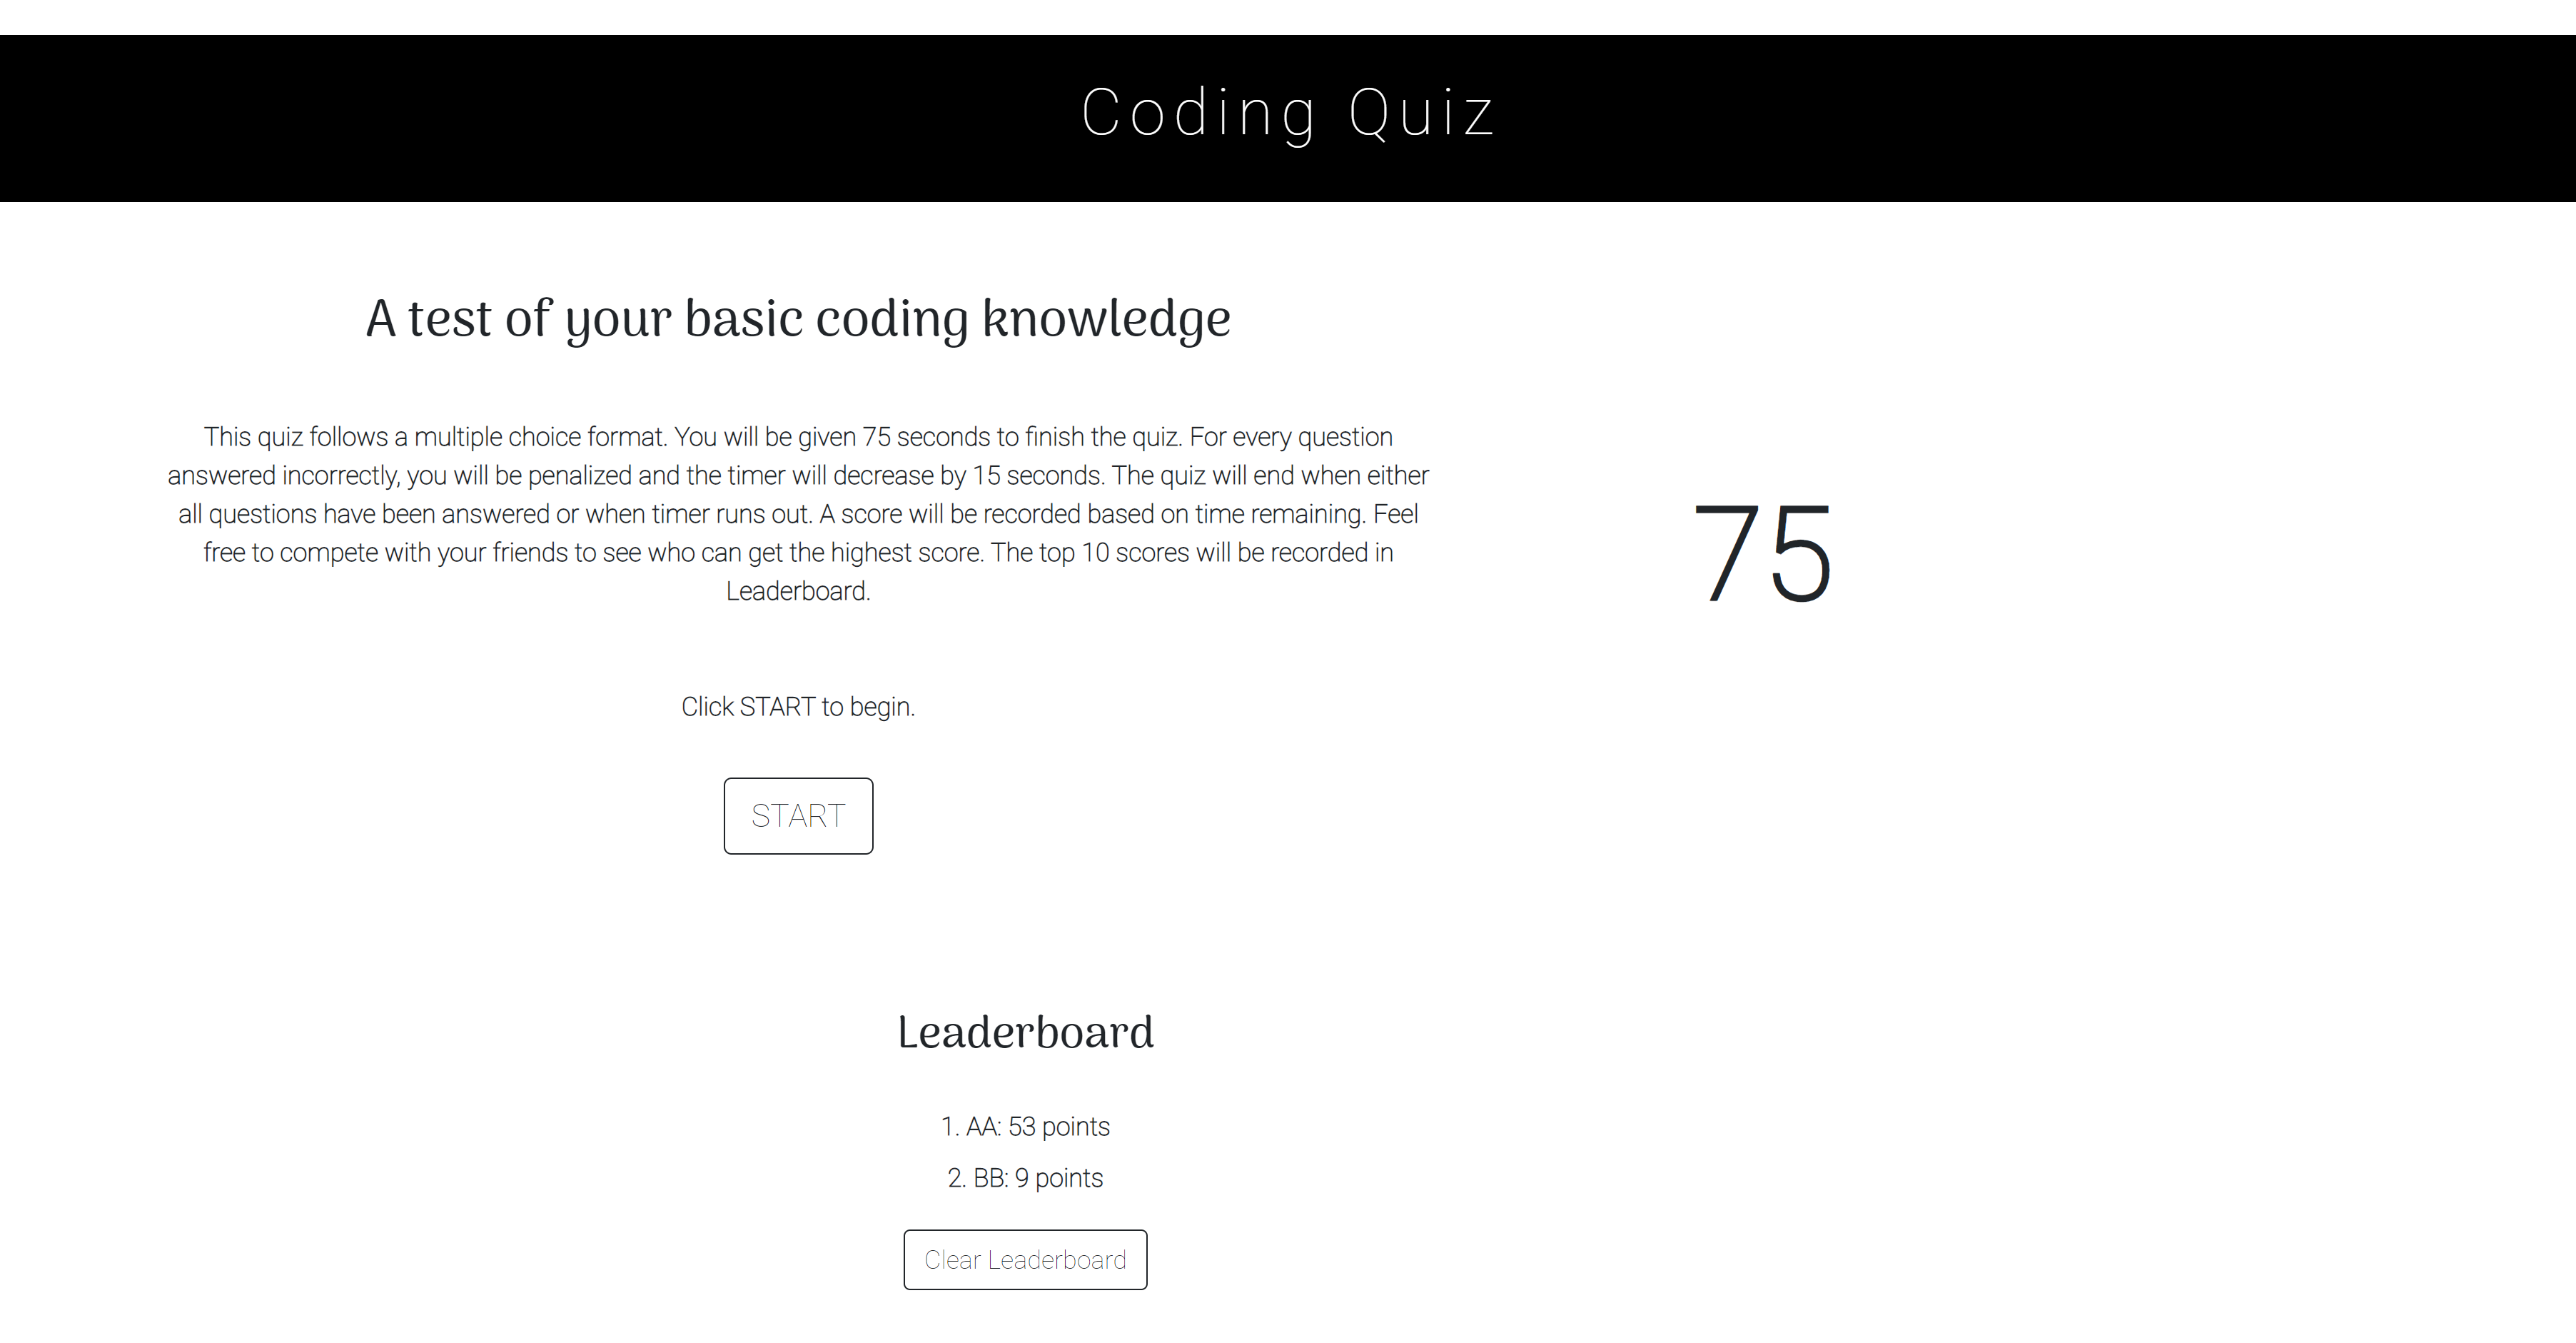 Coding Quiz
A test of your basic coding knowledge
This quiz follows a multiple choice format. You will be given 75 seconds to finish the quiz. For every question
answered incorrectly, you will be penalized and the timer will decrease by 15 seconds. The quiz will end when either
all questions have been answered or when timer runs out. A score will be recorded based on time remaining. Feel
free to compete with your friends to see who can get the highest score. The top 10 scores will be recorded in
Leaderboard.
75
Click START to begin.
START
Leaderboard
1. AA: 53 points
2. BB: 9 points
Clear Leaderboard